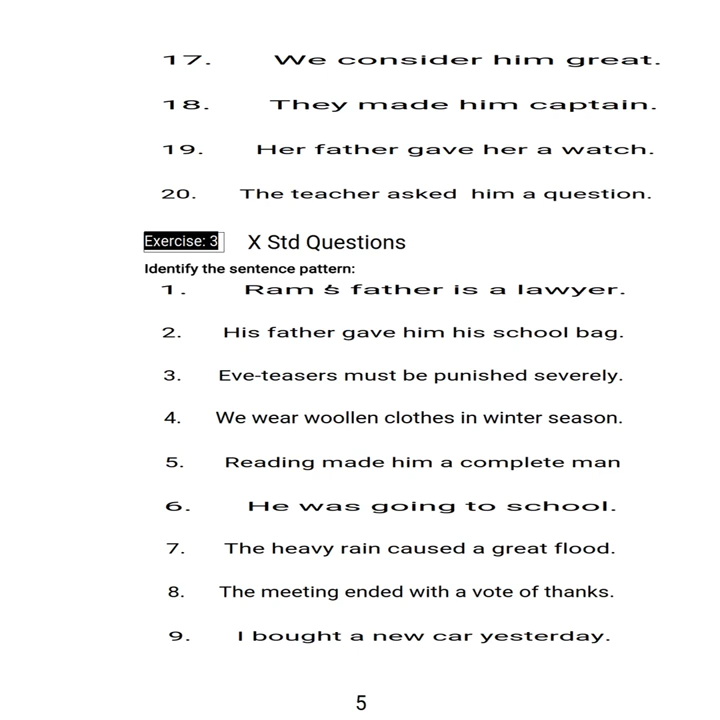 17. We consider him great.
18. They made him captain.
19. Her father gave her a watch.
20. The teacher asked him a question.
Exercise: 3 X Std Questions
Identify the sentence pattern:
1. Ram ’s father is a lawyer.
2. His father gave him his school bag.
3. Eve-teasers must be punished severely.
4. We wear woollen clothes in winter season.
5. Reading made him a complete man
6. He was going to school.
7. The heavy rain caused a great flood.
8. The meeting ended with a vote of thanks.
9. I bought a new car yesterday.
5